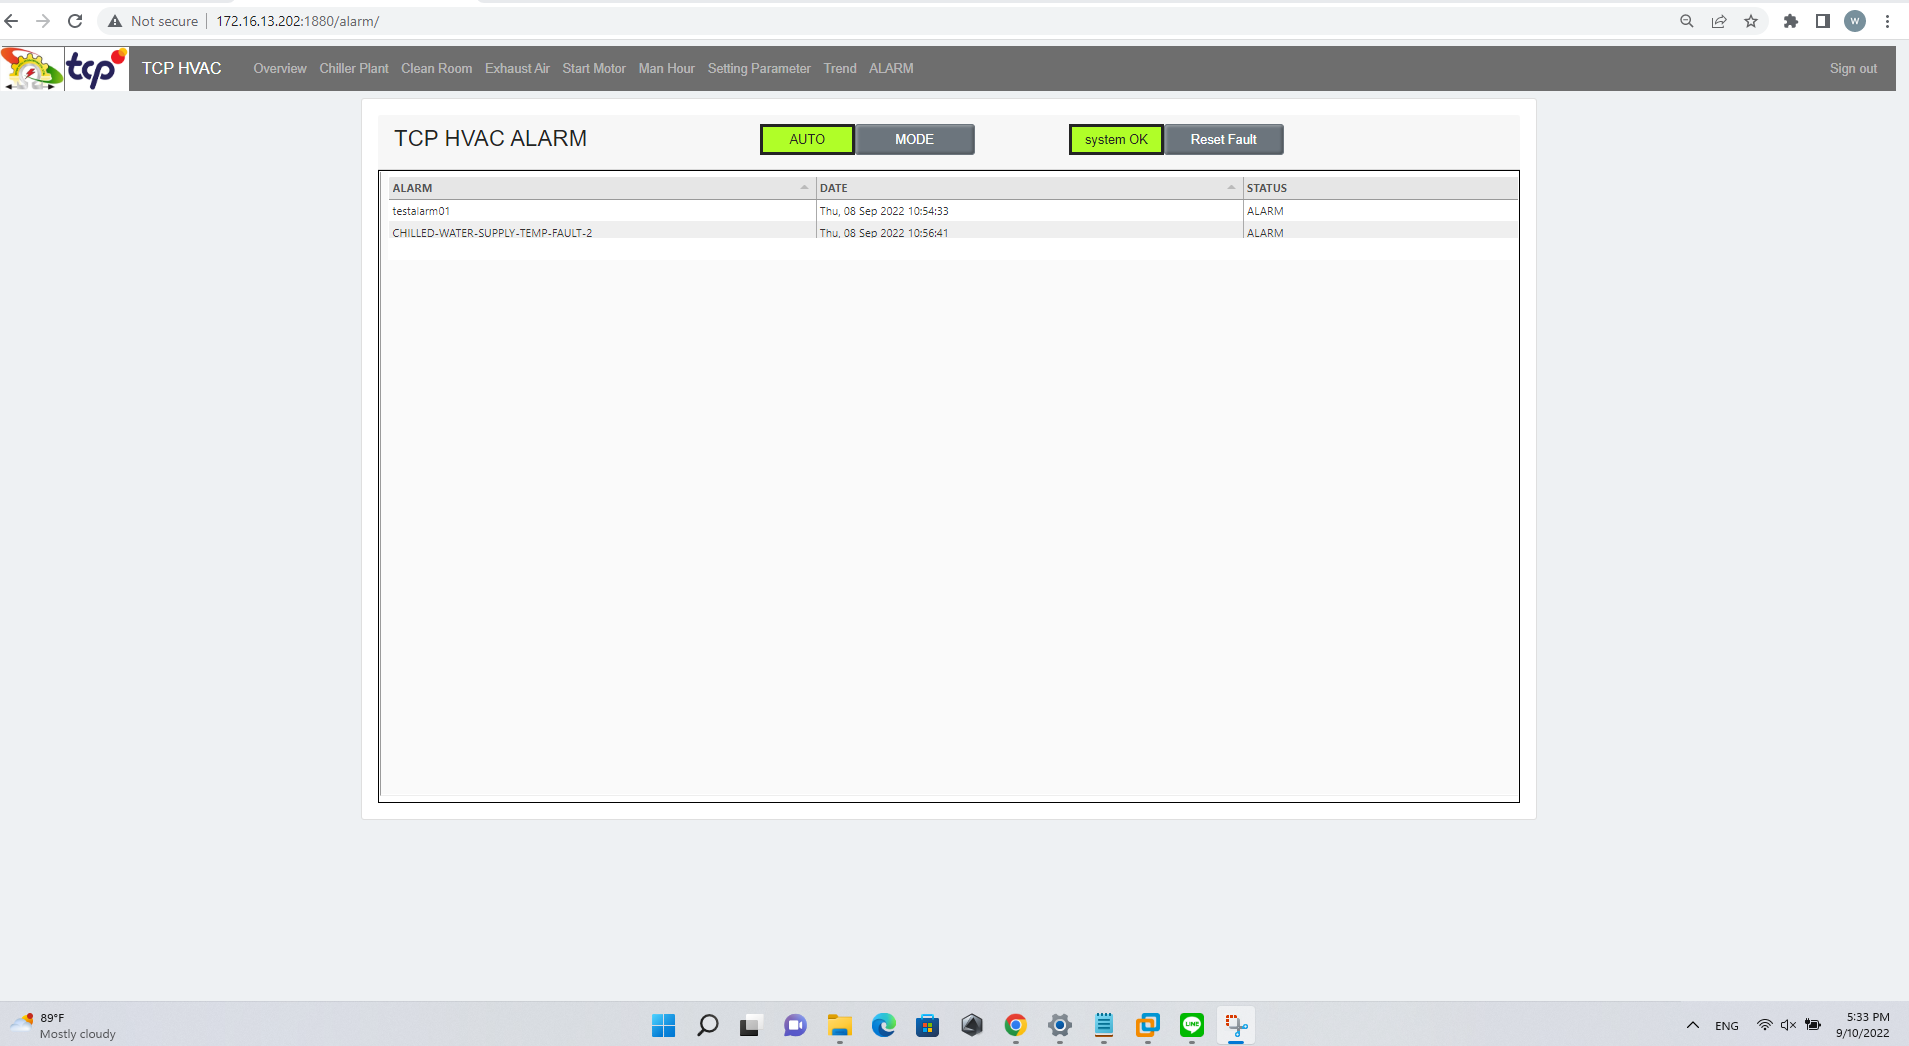 Not secure 172.16.13.202:1880/alarm/
W
tcp TCP HVAC Overview Chiller Plant Clean Room Exhaust Air Start Motor Man Hour Setting Parameter Trend ALARM Sign out
TCP HVAC ALARM AUTO MODE system OK Reset Fault
ALARM DATE STATUS
testalarm01 Thu, 08 Sep 2022 10:54:33 ALARM
CHILLED-WATER-SUPPLY-TEMP-FAULT-2 Thu, 08 Sep 2022 10:56:41 ALARM
89°F
Mostly cloudy
LINE
ENG
5:33 PM
9/10/2022